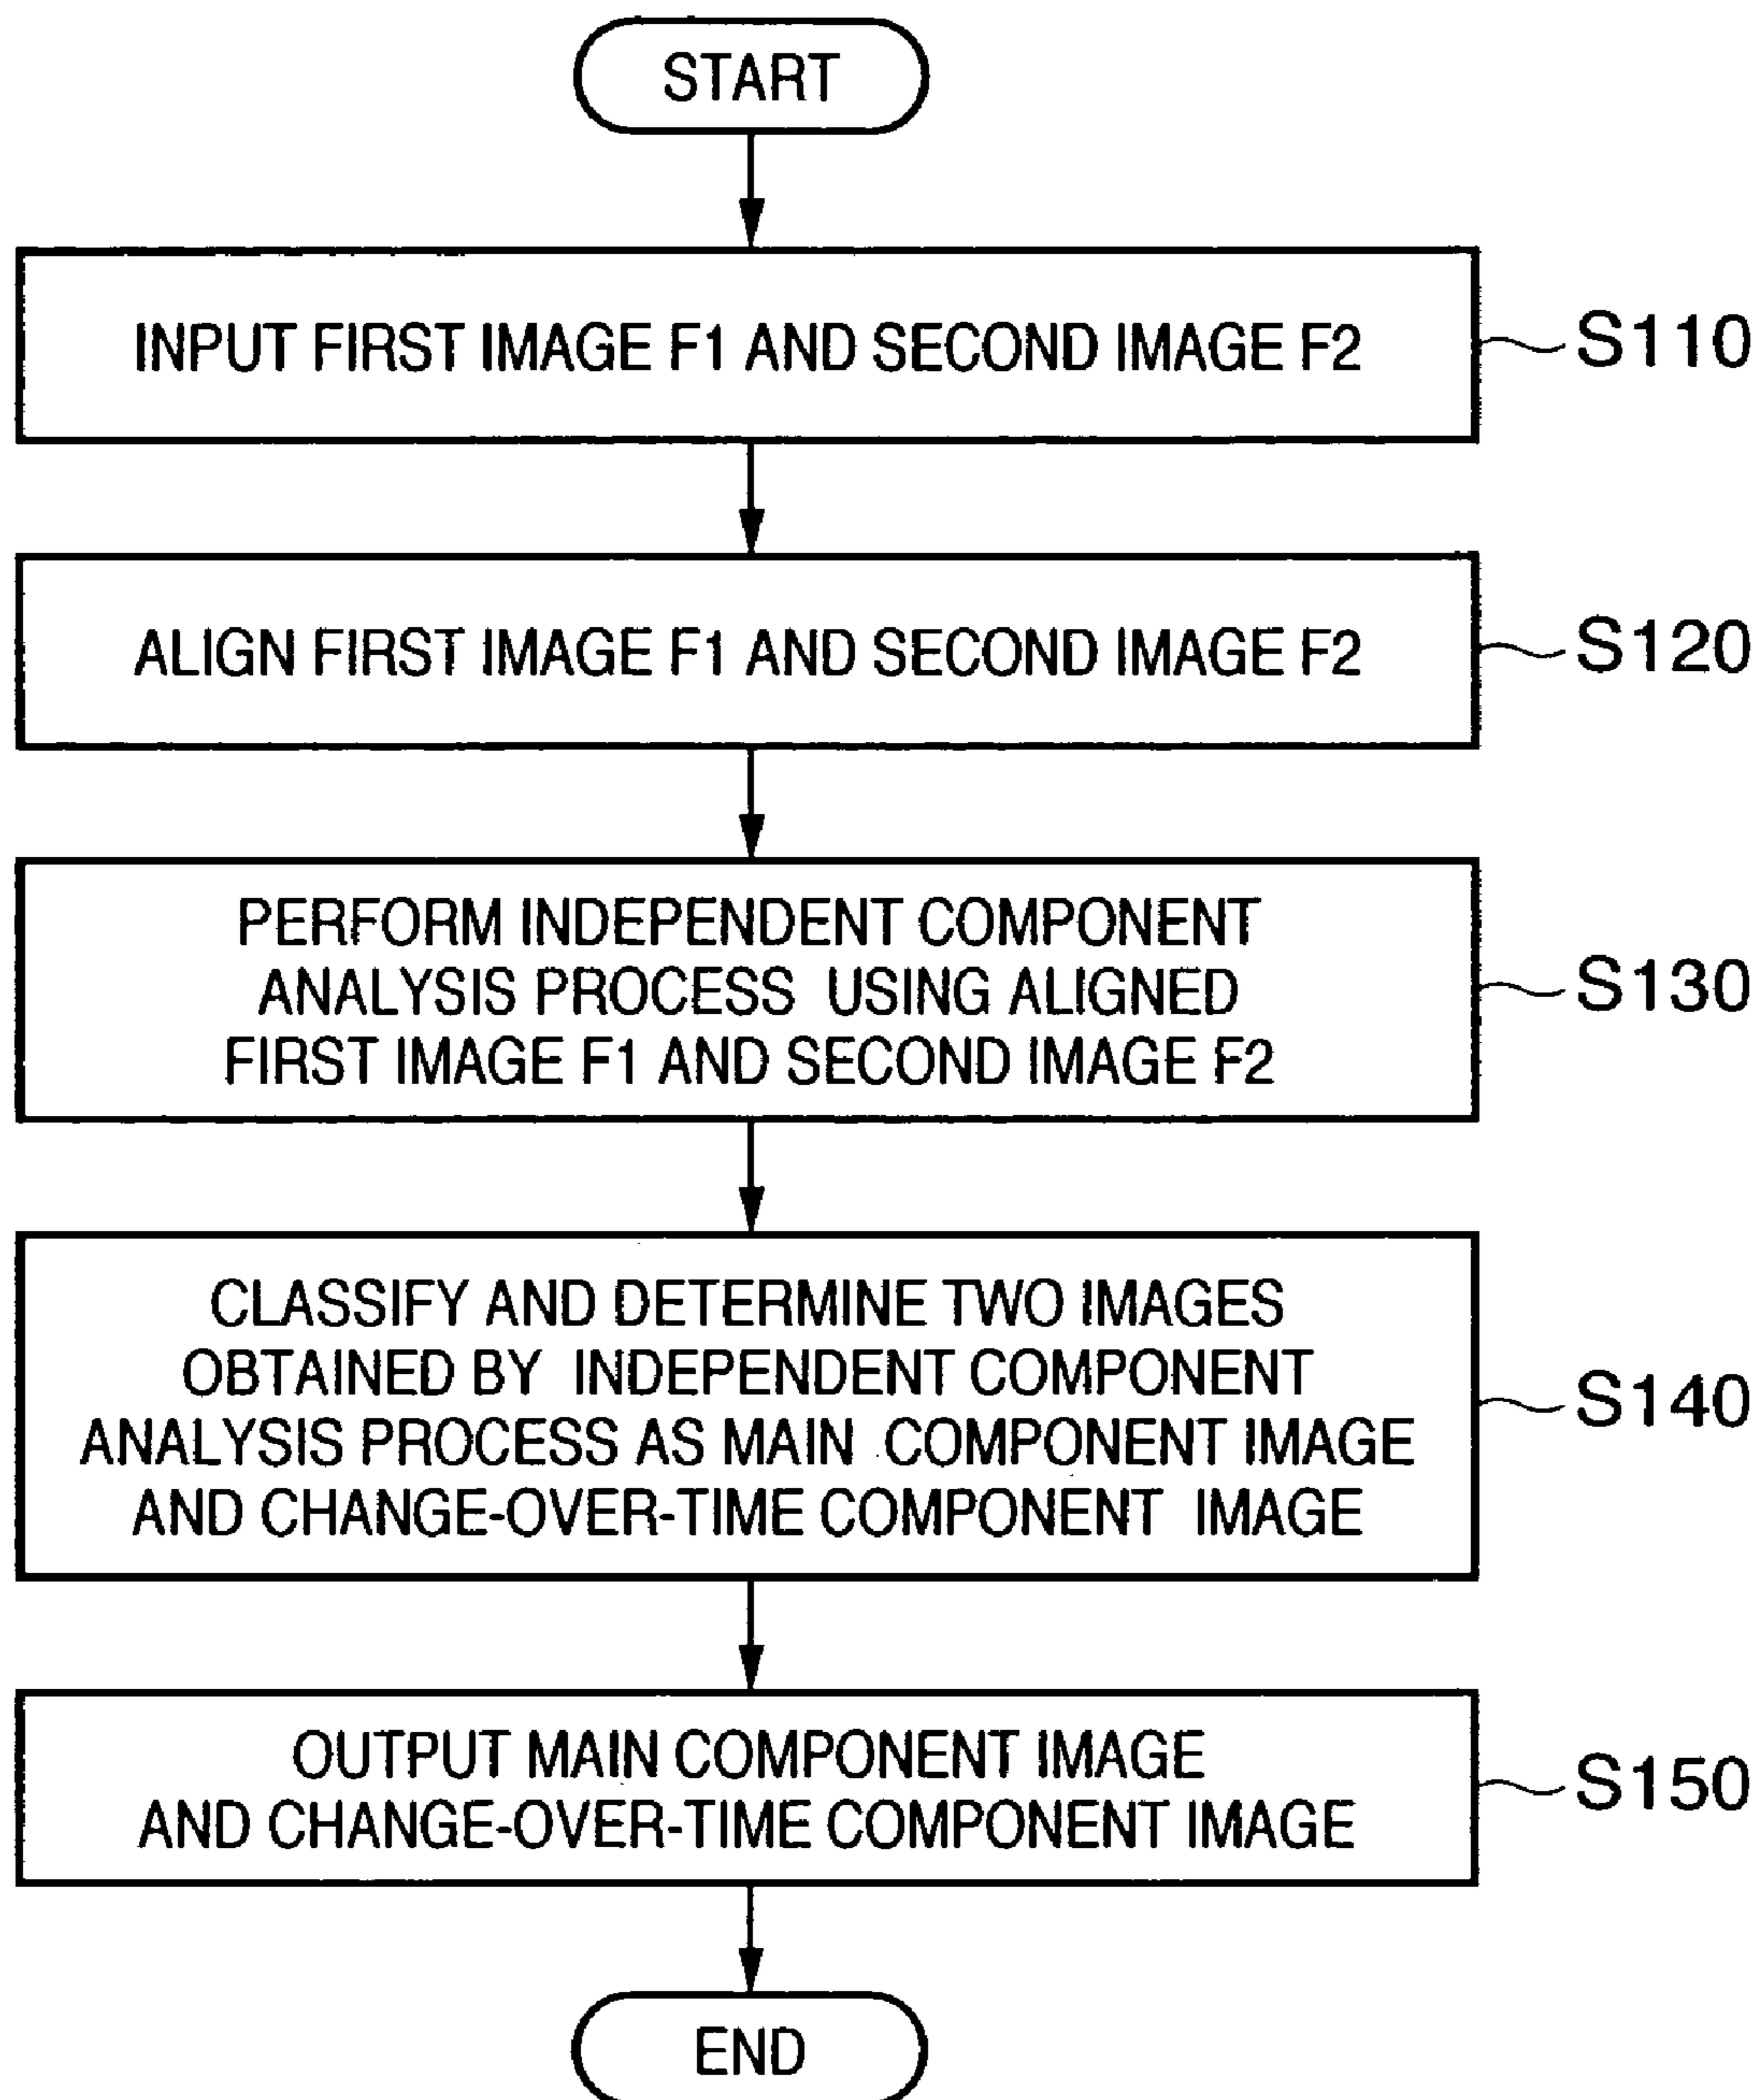 START
INPUT FIRST IMAGE F1 AND SECOND IMAGE F2
S110
ALIGN FIRST IMAGE F1 AND SECOND IMAGE F2
S120
PERFORM INDEPENDENT COMPONENT
ANALYSIS PROCESS USING ALIGNED
FIRST IMAGE F1 AND SECOND IMAGE F2
S130
CLASSIFY AND DETERMINE TWO IMAGES
OBTAINED BY INDEPENDENT COMPONENT
ANALYSIS PROCESS AS MAIN COMPONENT IMAGE
AND CHANGE-OVER-TIME COMPONENT IMAGE
S140
OUTPUT MAIN COMPONENT IMAGE
AND CHANGE-OVER-TIME COMPONENT IMAGE
S150
END